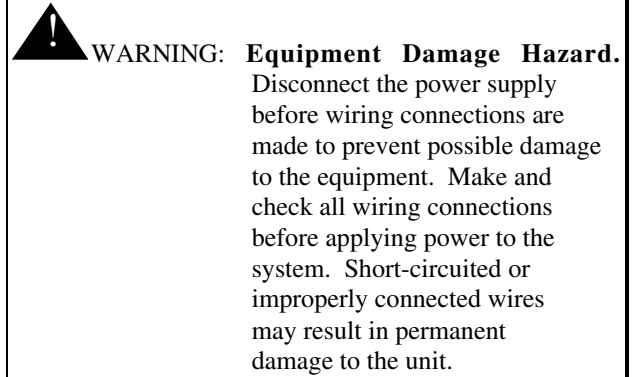 ! WARNING: Equipment Damage Hazard.
Disconnect the power supply
before wiring connections are
made to prevent possible damage
to the equipment. Make and
check all wiring connections
before applying power to the
system. Short-circuited or
improperly connected wires
may result in permanent
damage to the unit.